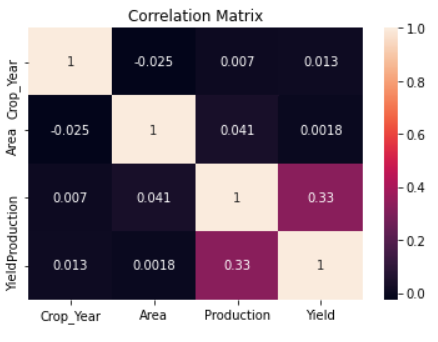 Correlation Matrix
Crop_Year 1 -0.025 0.007 0.013
Area -0.025 1 0.041 0.0018
Production 0.007 0.041 1 0.33
Yield 0.013 0.0018 0.33 1
Crop_Year Area Production Yield
1.0
0.8
0.6
0.4
0.2
0.0